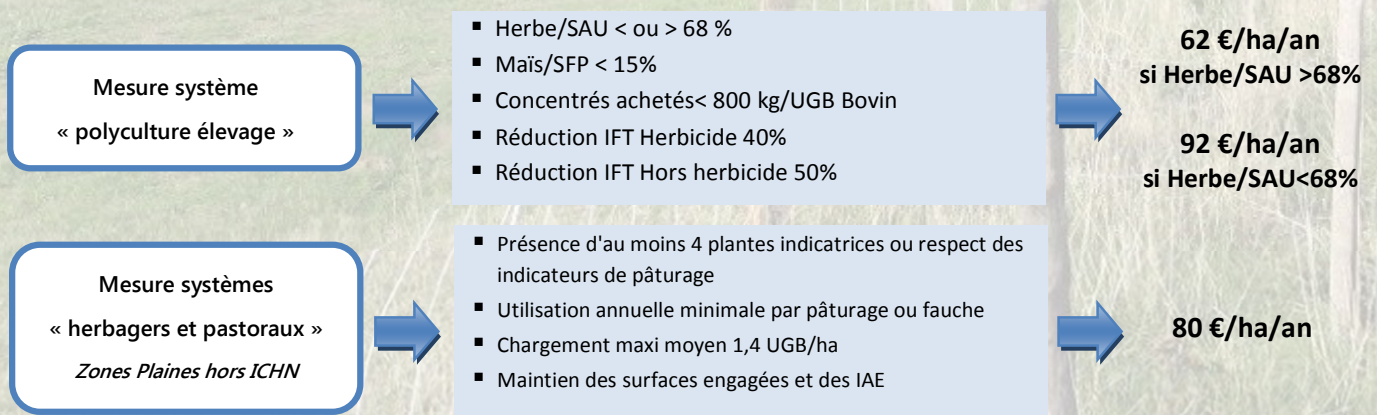 Mesure système
« polyculture élevage »
▪ Herbe/SAU < ou > 68 %
▪ Maïs/SFP < 15%
▪ Concentrés achetés< 800 kg/UGB Bovin
▪ Réduction IFT Herbicide 40%
▪ Réduction IFT Hors herbicide 50%
62 €/ha/an
si Herbe/SAU >68%
92 €/ha/an
si Herbe/SAU<68%
Mesure systèmes
« herbagers et pastoraux »
Zones Plaines hors ICHN
▪ Présence d'au moins 4 plantes indicatrices ou respect des
indicateurs de pâturage
▪ Utilisation annuelle minimale par pâturage ou fauche
▪ Chargement maxi moyen 1,4 UGB/ha
▪ Maintien des surfaces engagées et des IAE
80 €/ha/an